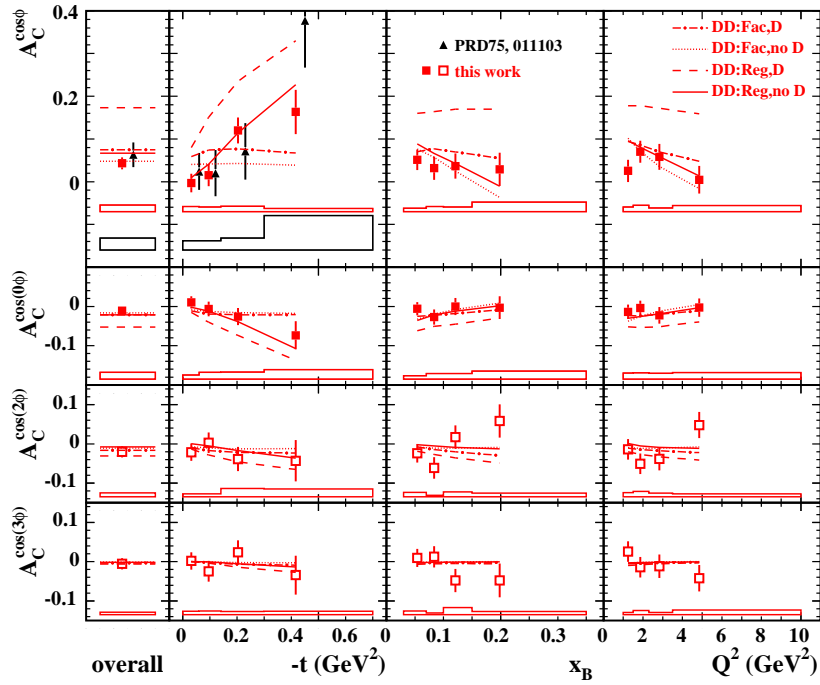 A_C^cosϕ
0.4
0.2
0
PRD75, 011103
this work
DD:Fac,D
DD:Fac,no D
DD:Reg,D
DD:Reg,no D
A_C^cos(0ϕ)
0
-0.1
A_C^cos(2ϕ)
0.1
0
-0.1
A_C^cos(3ϕ)
0.1
0
-0.1
0 0.2 0.4 0.6 0 0.1 0.2 0.3 2 4 6 8 10
overall -t (GeV²) x_B Q² (GeV²)